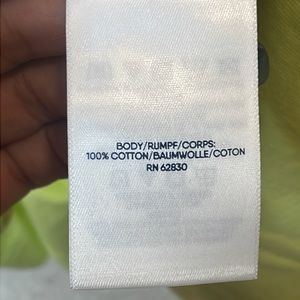 BODY/RUMPF/CORPS:
100% COTTON/BAUMWOLLE/COTON
RN 62830